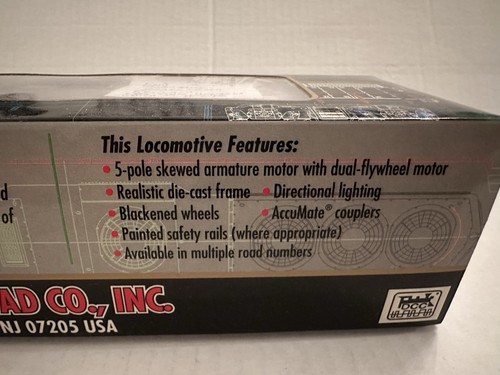 This Locomotive Features:
• 5-pole skewed armature motor with dual-flywheel motor
• Realistic die-cast frame • Directional lighting
• Blackened wheels • AccuMate® couplers
• Painted safety rails (where appropriate)
• Available in multiple road numbers
d
of
AD CO., INC.
NJ 07205 USA
DCC